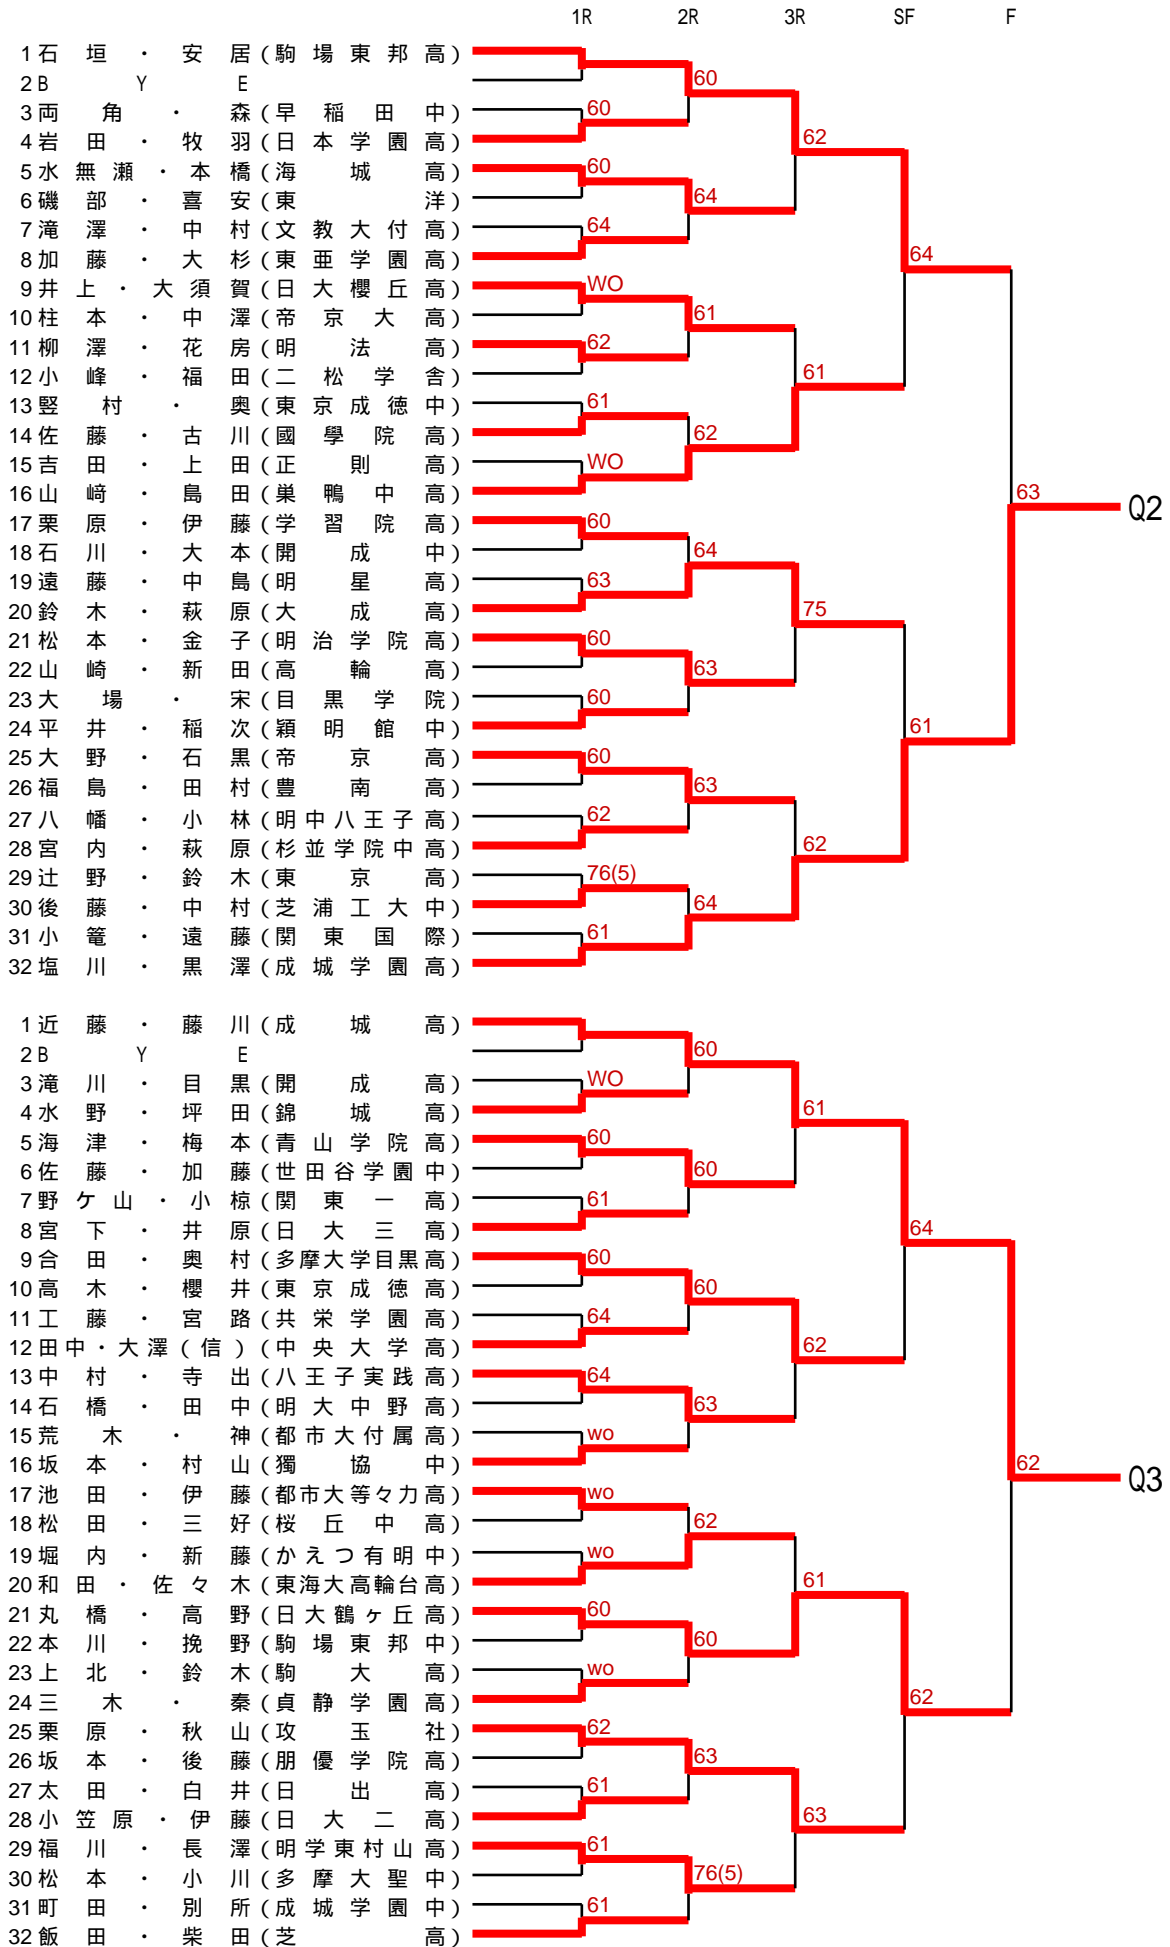 1R 2R 3R SF F
1 石垣・安居(駒場東邦高)
2 BYE 60
3 両角・森(早稲田中) 60
4 岩田・牧羽(日本学園高) 62
5 水無瀬・本橋(海城高) 60
6 磯部・喜安(東洋) 64
7 滝澤・中村(文教大付高) 64
8 加藤・大杉(東亜学園高) 64
9 井上・大須賀(日大櫻丘高) WO
10 柱本・中澤(帝京大高) 61
11 柳澤・花房(明法高) 62
12 小峰・福田(二松学舎) 61
13 竪村・奥(東京成徳中) 61
14 佐藤・古川(國學院高) 62
15 吉田・上田(正則高) WO
16 山﨑・島田(巣鴨中高) 63
17 栗原・伊藤(学習院高) 60 Q2
18 石川・大本(開成中) 64
19 遠藤・中島(明星高) 63
20 鈴木・萩原(大成高) 75
21 松本・金子(明治学院高) 60
22 山崎・新田(高輪高) 63
23 大場・宋(目黒学院) 60
24 平井・稲次(穎明館中) 61
25 大野・石黒(帝京高) 60
26 福島・田村(豊南高) 63
27 八幡・小林(明中八王子高) 62
28 宮内・萩原(杉並学院中高) 62
29 辻野・鈴木(東京高) 76(5)
30 後藤・中村(芝浦工大中) 64
31 小篭・遠藤(関東国際) 61
32 塩川・黒澤(成城学園高)
1 近藤・藤川(成城高)
2 BYE 60
3 滝川・目黒(開成高) WO
4 水野・坪田(錦城高) 61
5 海津・梅本(青山学院高) 60
6 佐藤・加藤(世田谷学園中) 60
7 野ケ山・小椋(関東一高) 61
8 宮下・井原(日大三高) 64
9 合田・奥村(多摩大学目黒高) 60
10 高木・櫻井(東京成徳高) 60
11 工藤・宮路(共栄学園高) 64
12 田中・大澤(信)(中央大学高) 62
13 中村・寺出(八王子実践高) 64
14 石橋・田中(明大中野高) 63
15 荒木・神(都市大付属高) wo
16 坂本・村山(獨協中) 62
17 池田・伊藤(都市大等々力高) wo Q3
18 松田・三好(桜丘中高) 62
19 堀内・新藤(かえつ有明中) wo
20 和田・佐々木(東海大高輪台高) 61
21 丸橋・高野(日大鶴ヶ丘高) 60
22 本川・挽野(駒場東邦中) 60
23 上北・鈴木(駒大高) wo
24 三木・秦(貞静学園高) 62
25 栗原・秋山(攻玉社) 62
26 坂本・後藤(朋優学院高) 63
27 太田・白井(日出高) 61
28 小笠原・伊藤(日大二高) 63
29 福川・長澤(明学東村山高) 61
30 松本・小川(多摩大聖中) 76(5)
31 町田・別所(成城学園中) 61
32 飯田・柴田(芝高)